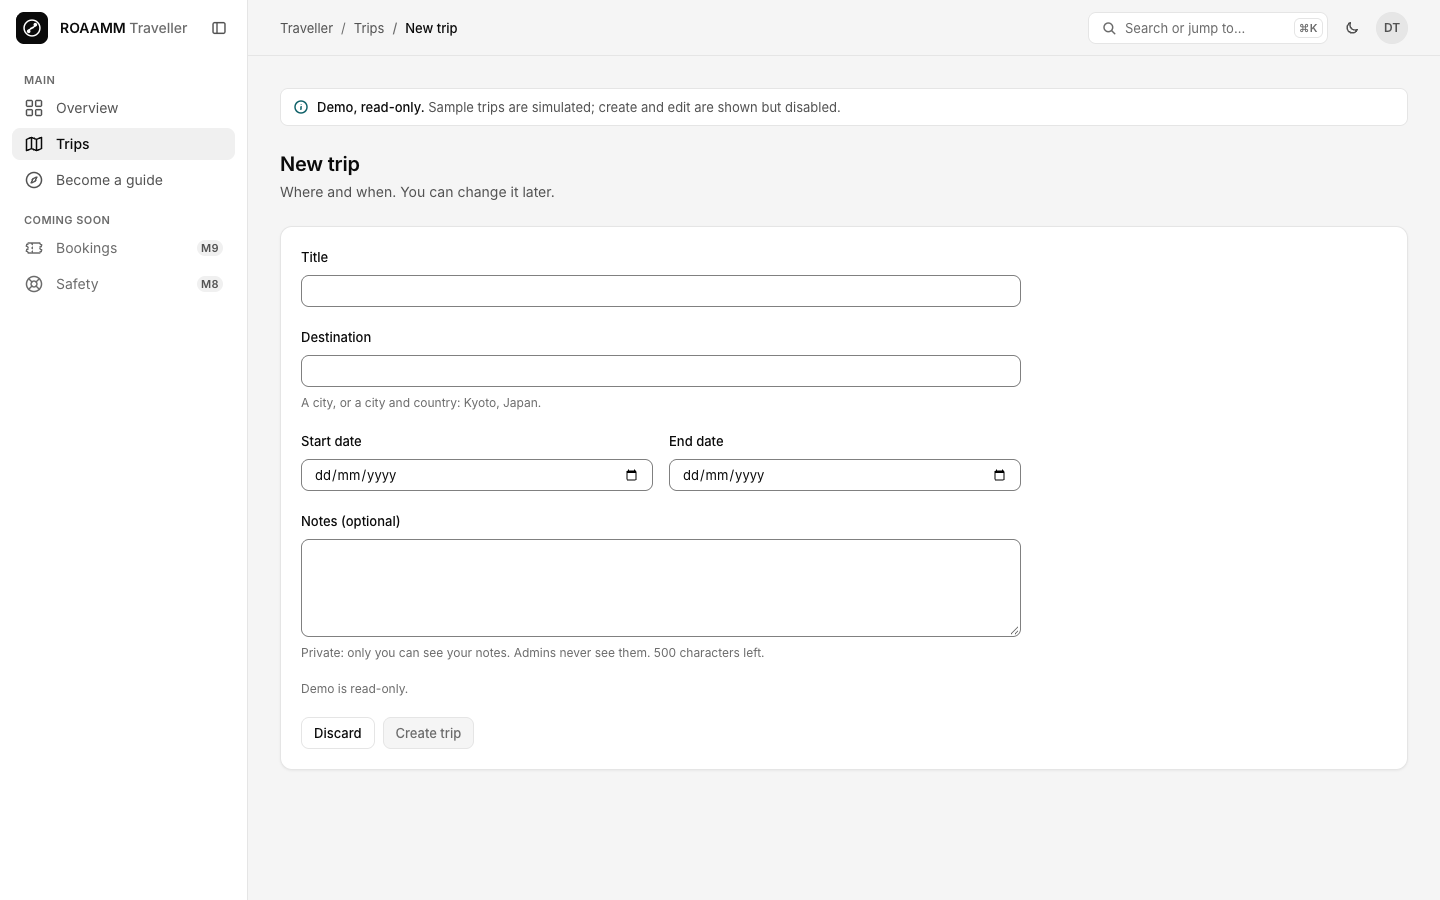 ROAAMM Traveller
MAIN
Overview
Trips
Become a guide
COMING SOON
Bookings M9
Safety M8
Traveller / Trips / New trip
Search or jump to... ⌘K
DT
Demo, read-only. Sample trips are simulated; create and edit are shown but disabled.
New trip
Where and when. You can change it later.
Title
Destination
A city, or a city and country: Kyoto, Japan.
Start date End date
dd/mm/yyyy dd/mm/yyyy
Notes (optional)
Private: only you can see your notes. Admins never see them. 500 characters left.
Demo is read-only.
Discard Create trip